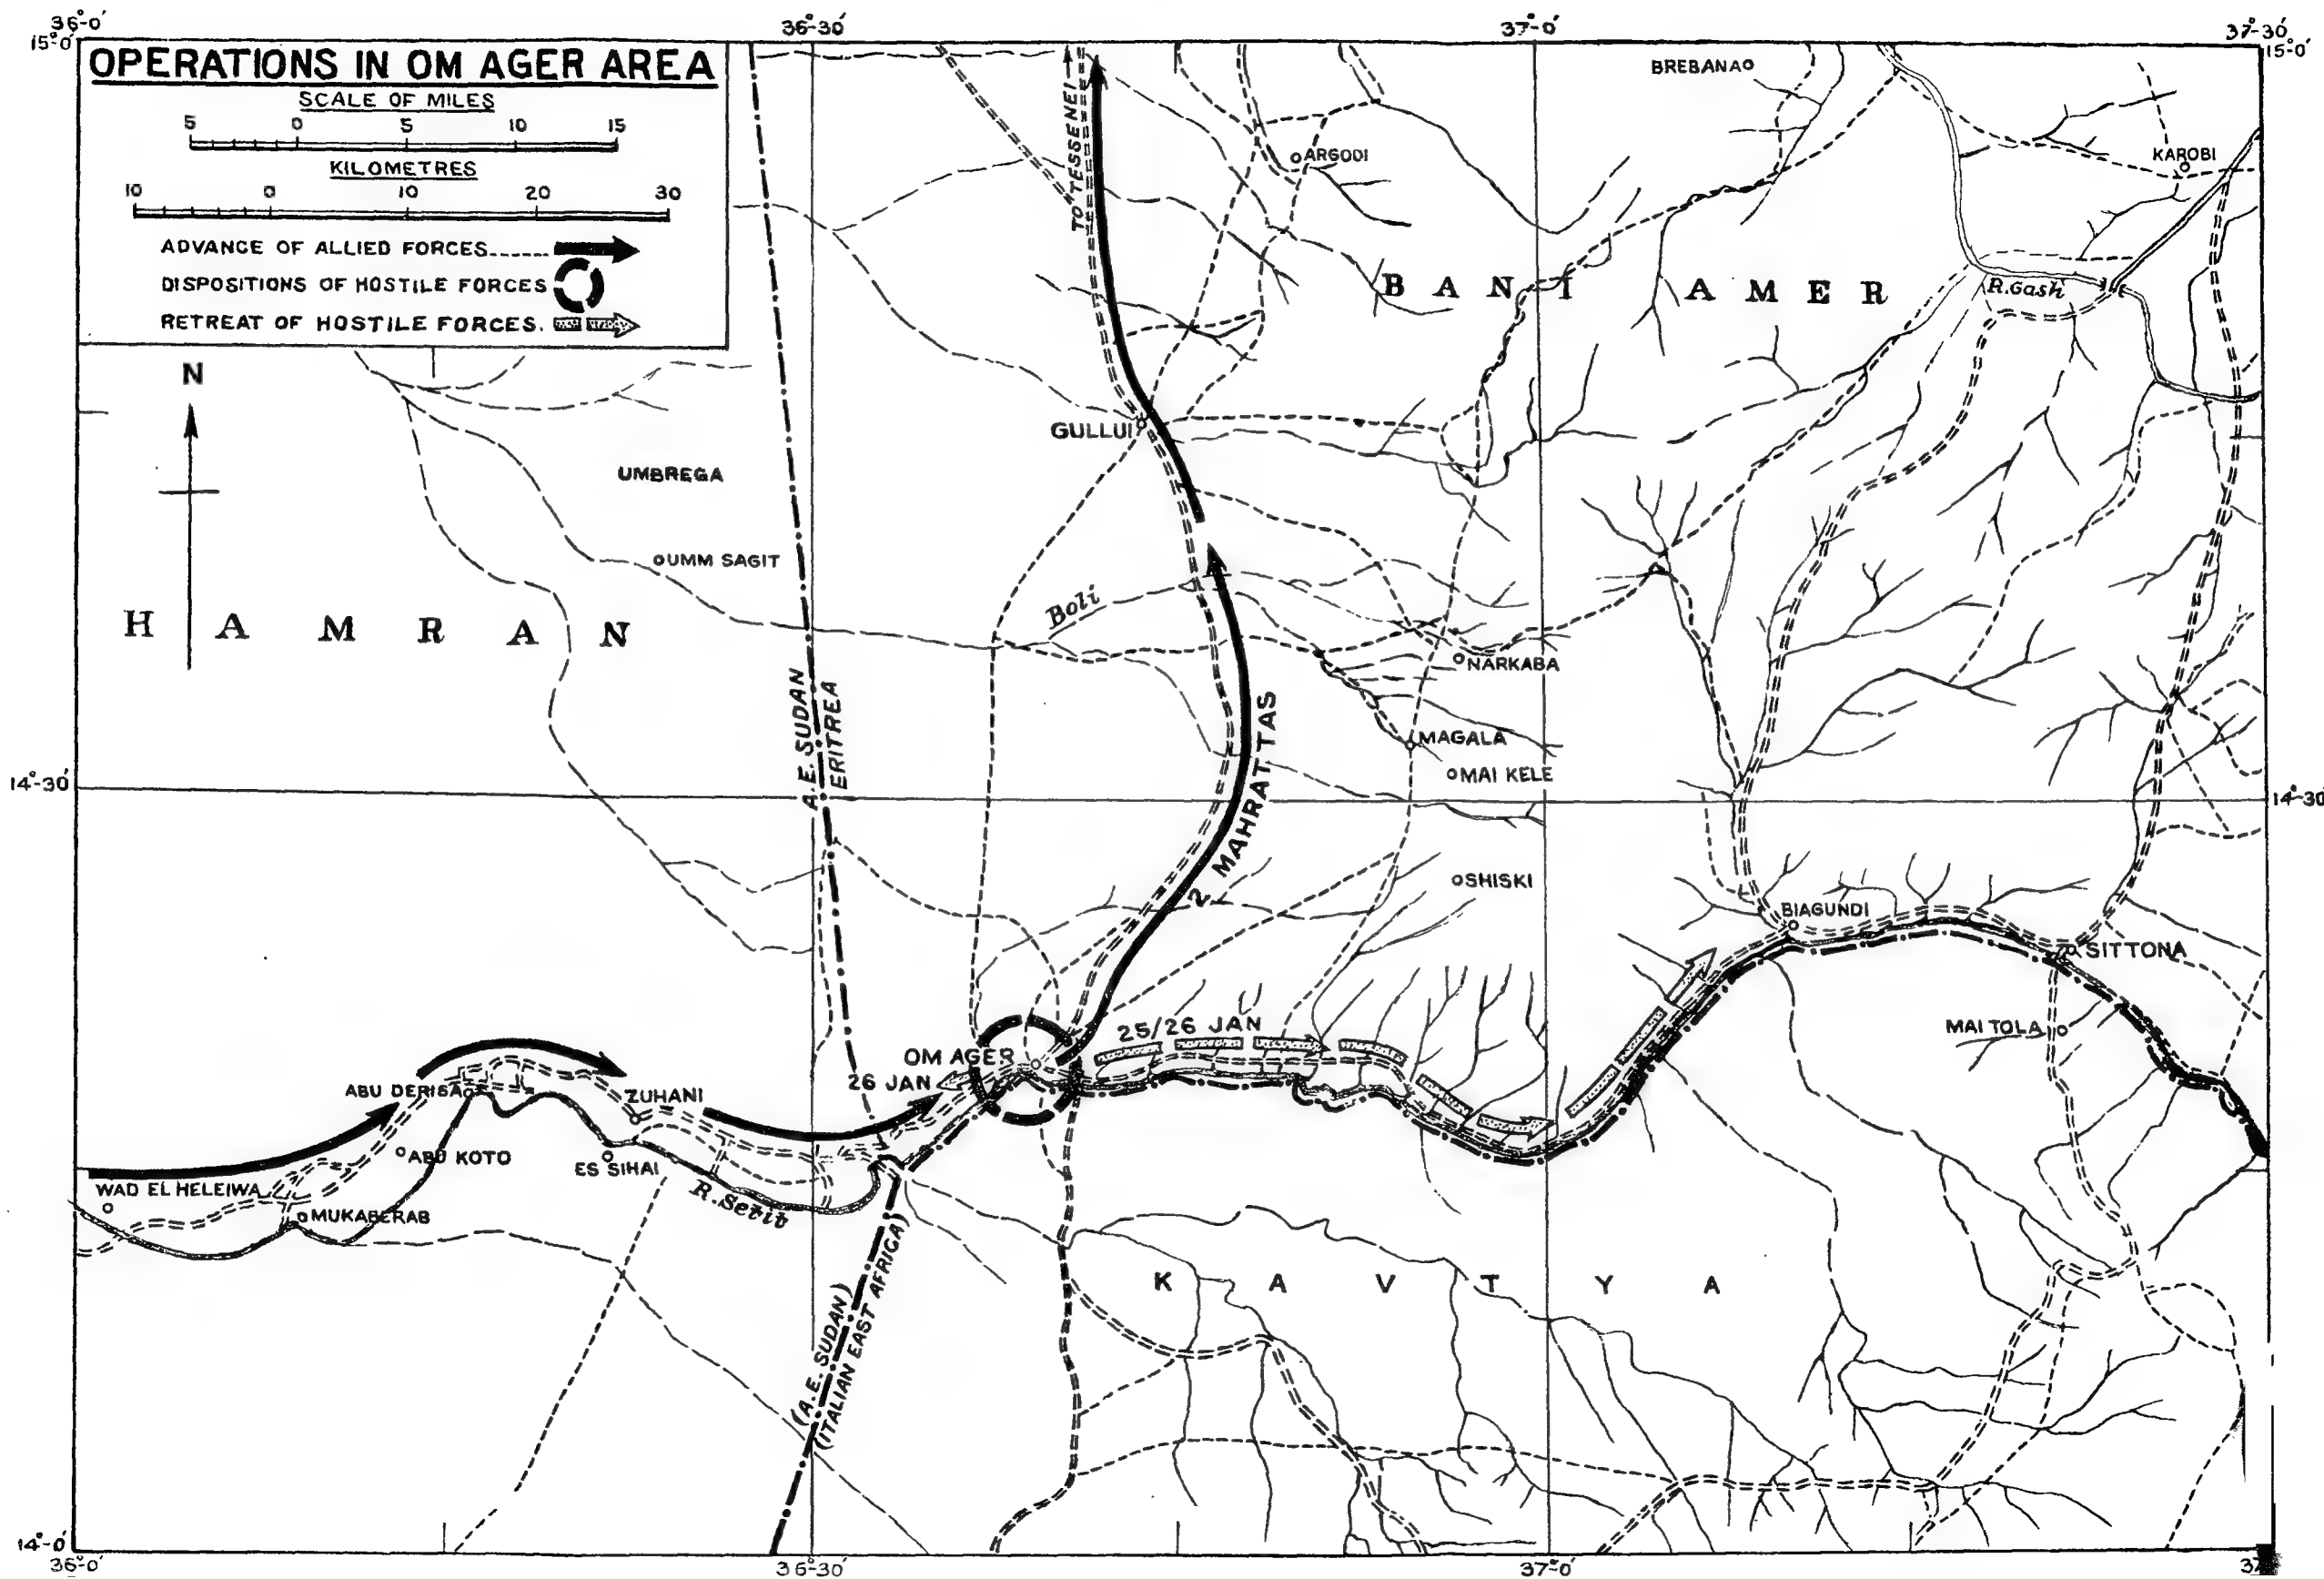 36°-0'
36°-30'
37°-0'
37°-30'
15°-0'
15-0'
OPERATIONS IN OM AGER AREA
SCALE OF MILES
5 0 5 10 15
KILOMETRES
10 0 10 20 30
ADVANCE OF ALLIED FORCES
DISPOSITIONS OF HOSTILE FORCES
RETREAT OF HOSTILE FORCES.
N
TO TESSENEI
BREBANA
ARGODI
KAROBI
BANI AMER
R. Gash
GULLUI
UMBREGA
UMM SAGIT
HAMRAN
Boli
NARKABA
A.E. SUDAN
ERITREA
MAGALA
MAI KELE
14°-30'
14°-30
2 MAHRATTAS
SHISKI
BIAGUNDI
SITTONA
MAI TOLA
25/26 JAN
OM AGER
26 JAN
ABU DERISA
ZUHANI
ABU KOTO
ES SIHAI
WAD EL HELEIWA
MUKABERAB
R. Setit
KAVTYA
(A.E. SUDAN)
(ITALIAN EAST AFRICA)
14°-0'
36°-0'
36°-30'
37°-0'